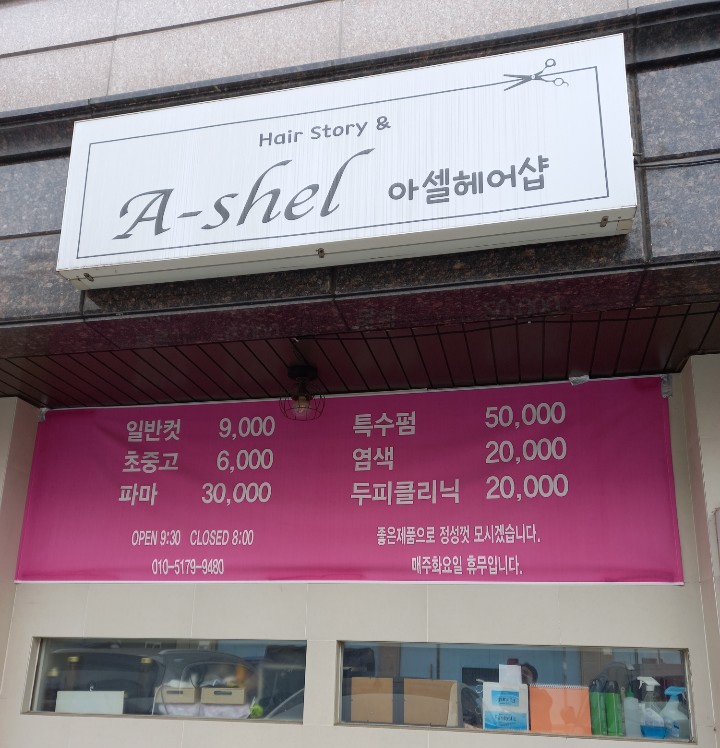 Hair Story &
A-shel 아셀헤어샵
일반컷 9,000
초중고 6,000
파마 30,000
OPEN 9:30 CLOSED 8:00
010-5179-9480
특수펌 50,000
염색 20,000
두피클리닉 20,000
좋은제품으로 정성껏 모시겠습니다.
매주화요일 휴무입니다.